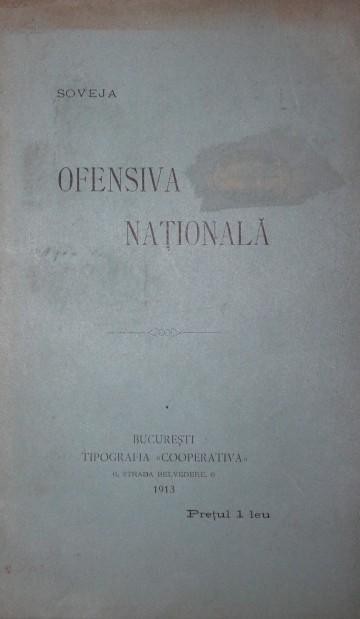 SOVEJA
OFENSIVA
NAȚIONALĂ
BUCUREȘTI
TIPOGRAFIA «COOPERATIVA»
6, STRADA BELVEDERE, 6
1913
Prețul 1 leu